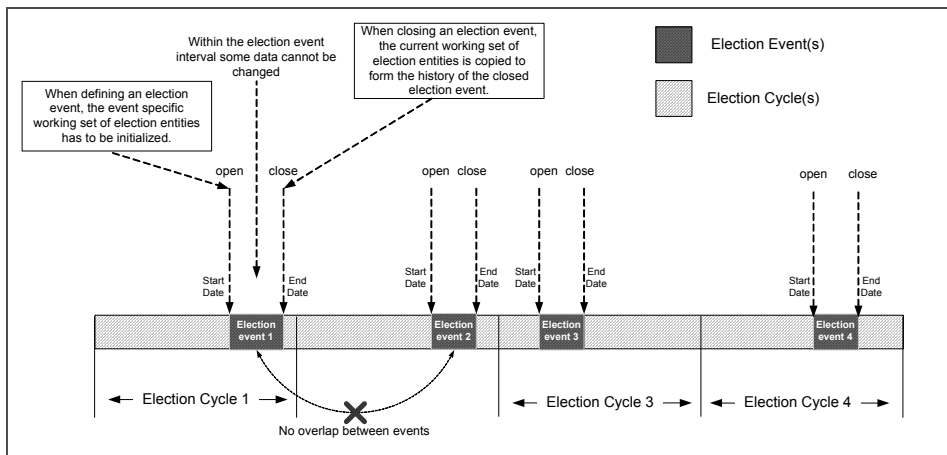 Within the election event
interval some data cannot be
changed
When closing an election event,
the current working set of
election entities is copied to
form the history of the closed
election event.
Election Event(s)
Election Cycle(s)
When defining an election
event, the event specific
working set of election entities
has to be initialized.
open
close
open
close
open
close
open
close
Start
Date
End
Date
Start
Date
End
Date
Start
Date
End
Date
Start
Date
End
Date
Election
event 1
Election
event 2
Election
event 3
Election
event 4
Election Cycle 1
Election Cycle 3
Election Cycle 4
No overlap between events